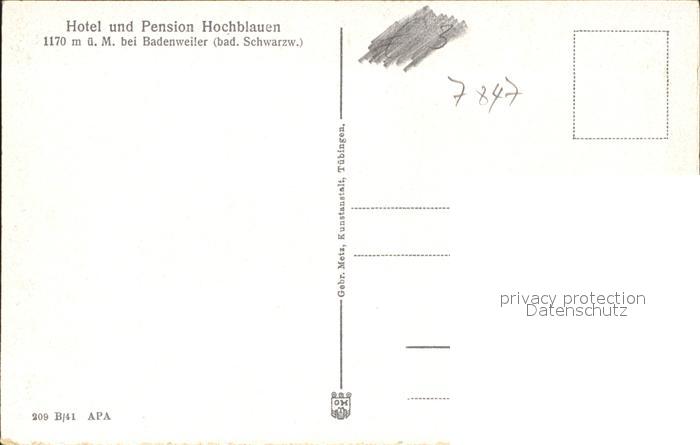 Hotel und Pension Hochblauen
1170 m ü. M. bei Badenweiler (bad. Schwarzw.)
7847
Gebr. Metz, Kunstanstalt, Tübingen.
privacy protection
Datenschutz
209 B/41 APA